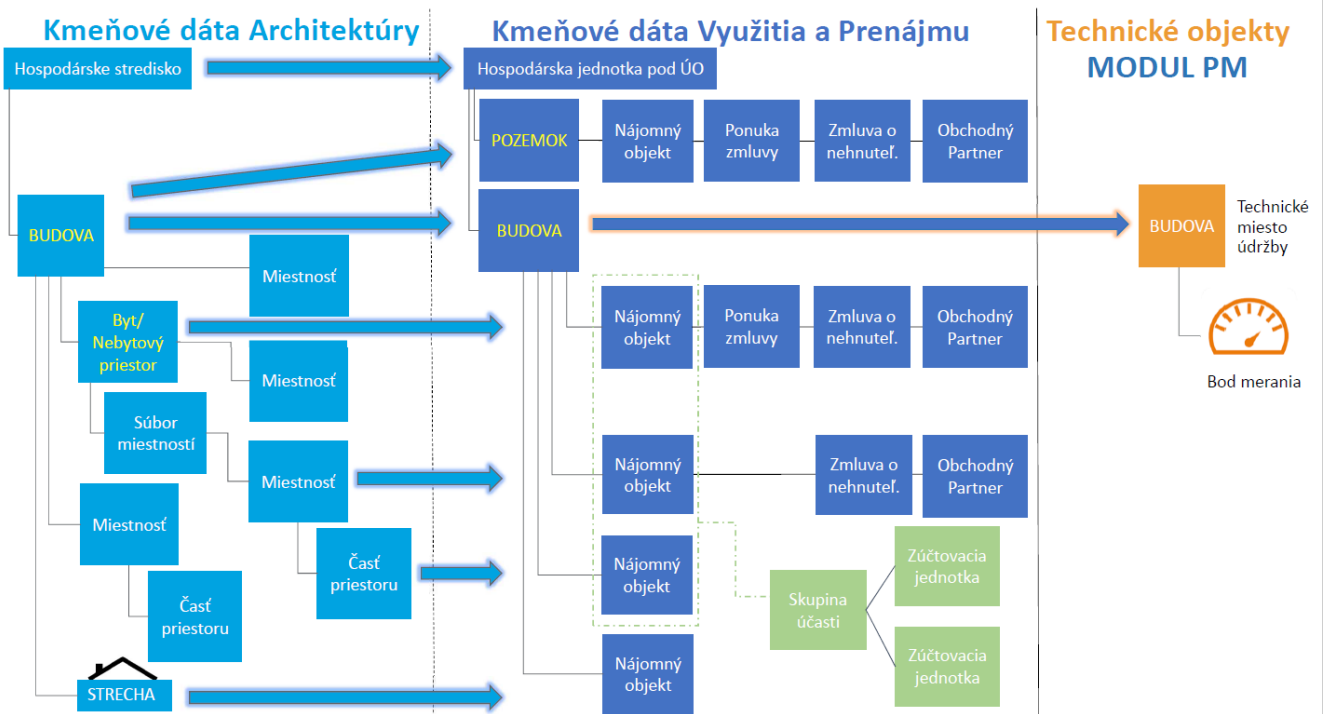 Kmeňové dáta Architektúry
Hospodárske stredisko
BUDOVA
Miestnosť
Byt/
Nebytový
priestor
Miestnosť
Súbor
miestností
Miestnosť
Miestnosť
Časť
priestoru
Časť
priestoru
STRECHA
Kmeňové dáta Využitia a Prenájmu
Hospodárska jednotka pod ÚO
POZEMOK
Nájomný
objekt
Ponuka
zmluvy
Zmluva o
nehnuteľ.
Obchodný
Partner
BUDOVA
Nájomný
objekt
Ponuka
zmluvy
Zmluva o
nehnuteľ.
Obchodný
Partner
Nájomný
objekt
Zmluva o
nehnuteľ.
Obchodný
Partner
Nájomný
objekt
Skupina
účasti
Zúčtovacia
jednotka
Zúčtovacia
jednotka
Nájomný
objekt
Technické objekty
MODUL PM
BUDOVA
Technické
miesto
údržby
Bod merania